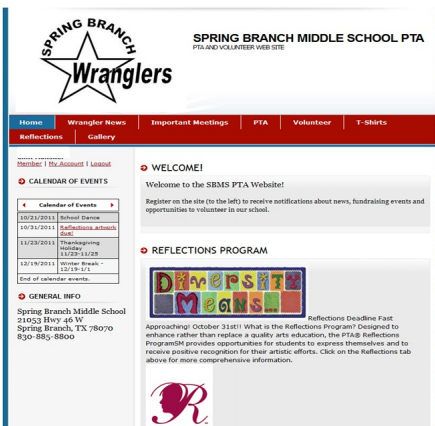 SPRING BRANCH
Wranglers
SPRING BRANCH MIDDLE SCHOOL PTA
PTA AND VOLUNTEER WEB SITE
Home Wrangler News Important Meetings PTA Volunteer T-Shirts
Reflections Gallery
Member | My Account | Logout
CALENDAR OF EVENTS
Calendar of Events
10/21/2011 School Dance
10/31/2011 Reflections artwork
due!
11/23/2011 Thanksgiving
Holiday
11/23-11/25
12/19/2011 Winter Break -
12/19-1/1
End of calendar events.
GENERAL INFO
Spring Branch Middle School
21053 Hwy 46 W
Spring Branch, TX 78070
830-885-8800
WELCOME!
Welcome to the SBMS PTA Website!
Register on the site (to the left) to receive notifications about news, fundraising events and
opportunities to volunteer in our school.
REFLECTIONS PROGRAM
DiVERSiTY
MEANS...
Reflections Deadline Fast
Approaching! October 31st!! What is the Reflections Program? Designed to
enhance rather than replace a quality arts education, the PTA® Reflections
ProgramSM provides opportunities for students to express themselves and to
receive positive recognition for their artistic efforts. Click on the Reflections tab
above for more comprehensive information.
R